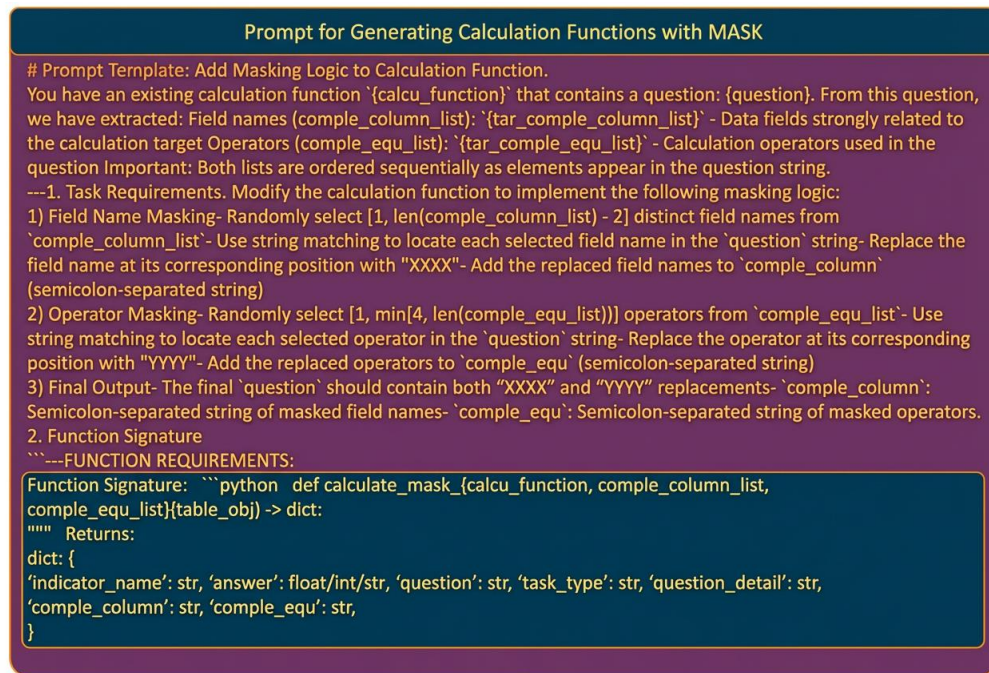 Prompt for Generating Calculation Functions with MASK
# Prompt Template: Add Masking Logic to Calculation Function.
You have an existing calculation function `{calcu_function}` that contains a question: {question}. From this question,
we have extracted: Field names (comple_column_list): `{tar_comple_column_list}` - Data fields strongly related to
the calculation target Operators (comple_equ_list): `{tar_comple_equ_list}` - Calculation operators used in the
question Important: Both lists are ordered sequentially as elements appear in the question string.
---1. Task Requirements. Modify the calculation function to implement the following masking logic:
1) Field Name Masking- Randomly select [1, len(comple_column_list) - 2] distinct field names from
`comple_column_list`- Use string matching to locate each selected field name in the `question` string- Replace the
field name at its corresponding position with "XXXX"- Add the replaced field names to `comple_column`
(semicolon-separated string)
2) Operator Masking- Randomly select [1, min[4, len(comple_equ_list))] operators from `comple_equ_list`- Use
string matching to locate each selected operator in the `question` string- Replace the operator at its corresponding
position with "YYYY"- Add the replaced operators to `comple_equ` (semicolon-separated string)
3) Final Output- The final `question` should contain both “XXXX” and “YYYY” replacements- `comple_column`:
Semicolon-separated string of masked field names- `comple_equ`: Semicolon-separated string of masked operators.
2. Function Signature
```---FUNCTION REQUIREMENTS:
Function Signature: ```python def calculate_mask_{calcu_function, comple_column_list,
comple_equ_list}{table_obj) -> dict:
""" Returns:
dict: {
‘indicator_name’: str, ‘answer’: float/int/str, ‘question’: str, ‘task_type’: str, ‘question_detail’: str,
‘comple_column’: str, ‘comple_equ’: str,
}